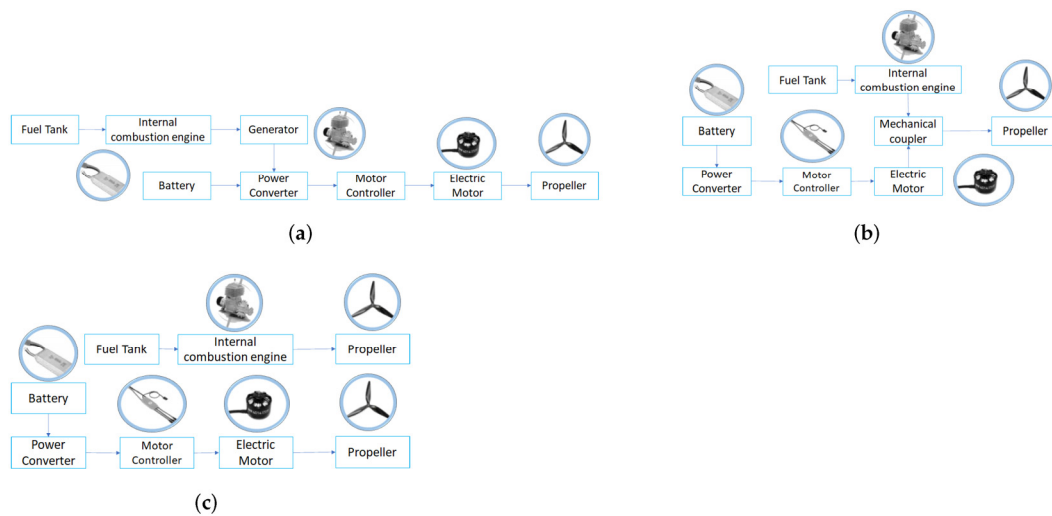 Fuel Tank
Internal
combustion engine
Generator
Battery
Power
Converter
Motor
Controller
Electric
Motor
Propeller
(a)
Fuel Tank
Internal
combustion engine
Battery
Mechanical
coupler
Propeller
Power
Converter
Motor
Controller
Electric
Motor
(b)
Fuel Tank
Internal
combustion engine
Propeller
Battery
Power
Converter
Motor
Controller
Electric
Motor
Propeller
(c)